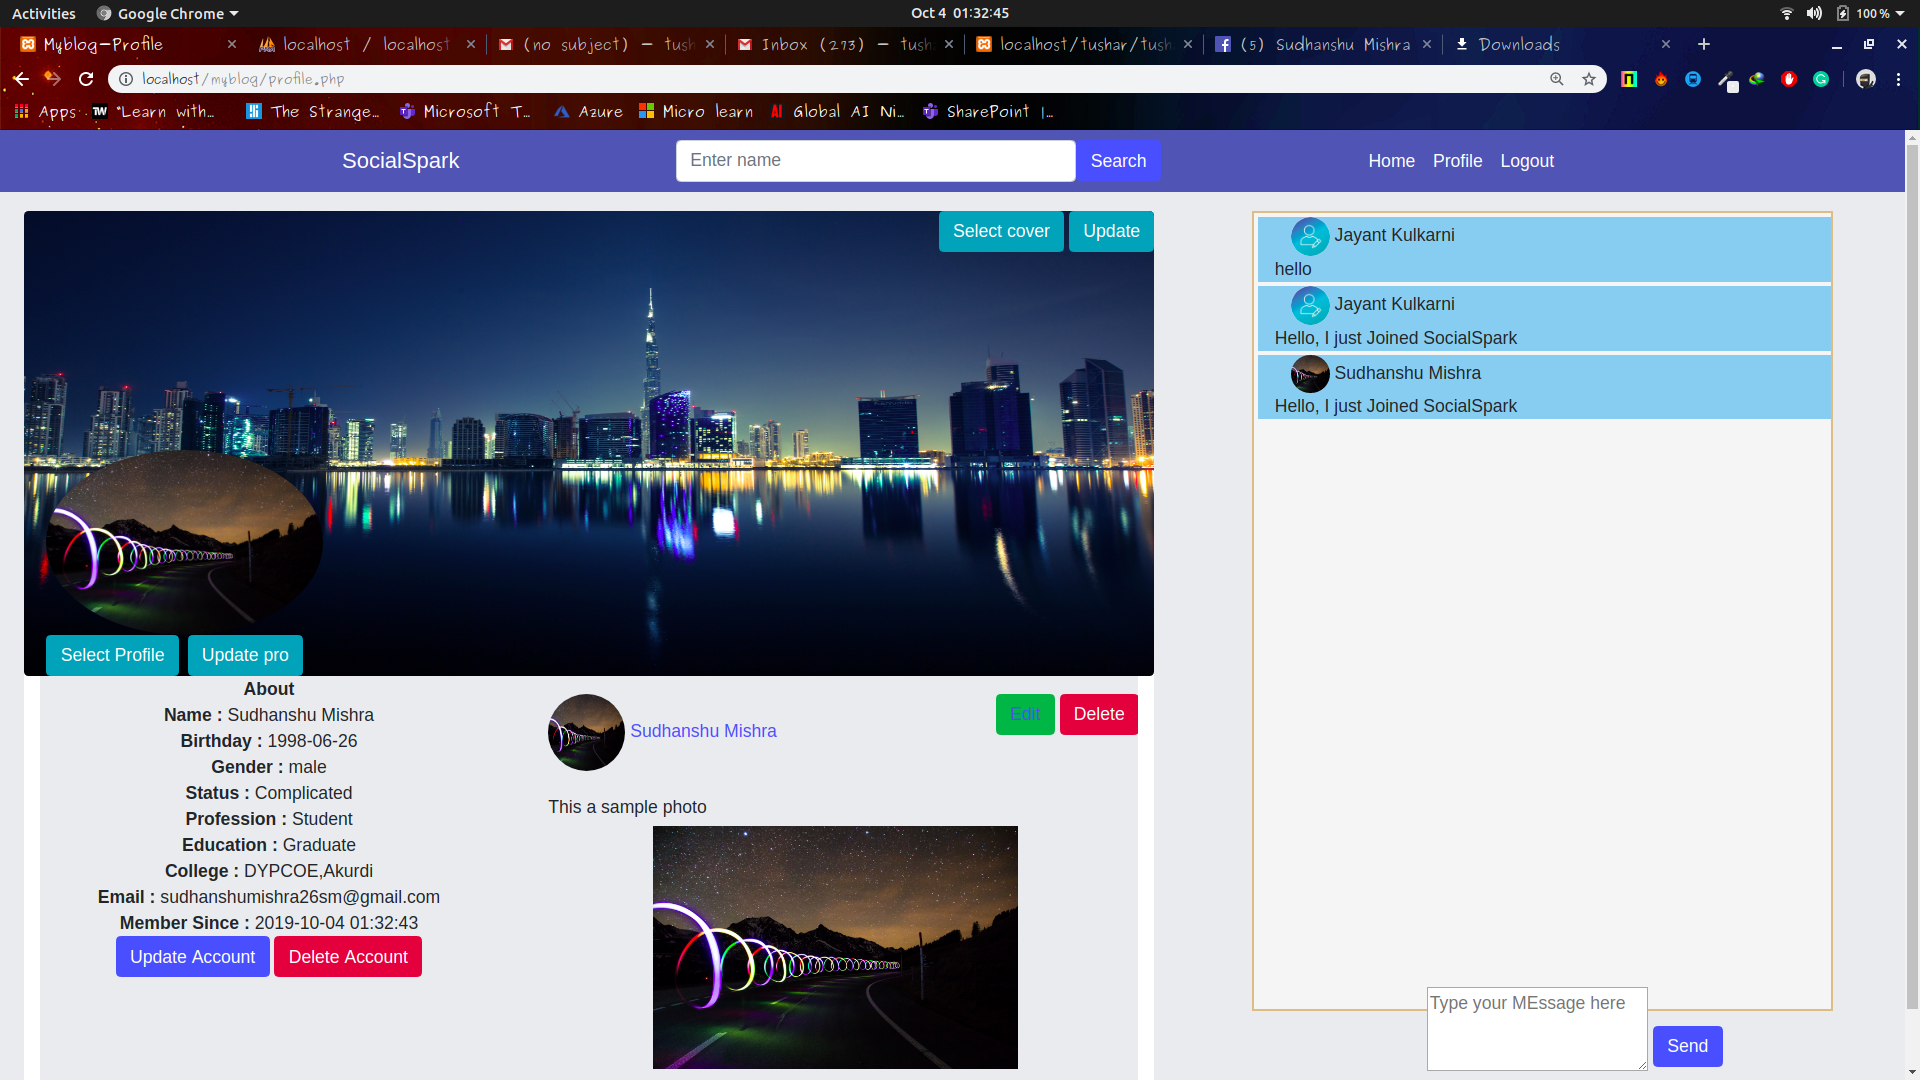 Activities Google Chrome Oct 4 01:32:45 100 %
Myblog-Profile localhost / localhost (no subject) - tush Inbox (273) - tush localhost/tushar/tush (5) Sudhanshu Mishra Downloads
localhost/myblog/profile.php
Apps "Learn with... The Strange... Microsoft T... Azure Micro learn Global AI Ni... SharePoint |...
SocialSpark Enter name Search Home Profile Logout
Select cover Update
Select Profile Update pro
About
Name : Sudhanshu Mishra
Birthday : 1998-06-26
Gender : male
Status : Complicated
Profession : Student
Education : Graduate
College : DYPCOE,Akurdi
Email : sudhanshumishra26sm@gmail.com
Member Since : 2019-10-04 01:32:43
Update Account Delete Account
Sudhanshu Mishra
Edit Delete
This a sample photo
Jayant Kulkarni
hello
Jayant Kulkarni
Hello, I just Joined SocialSpark
Sudhanshu Mishra
Hello, I just Joined SocialSpark
Type your MEssage here
Send